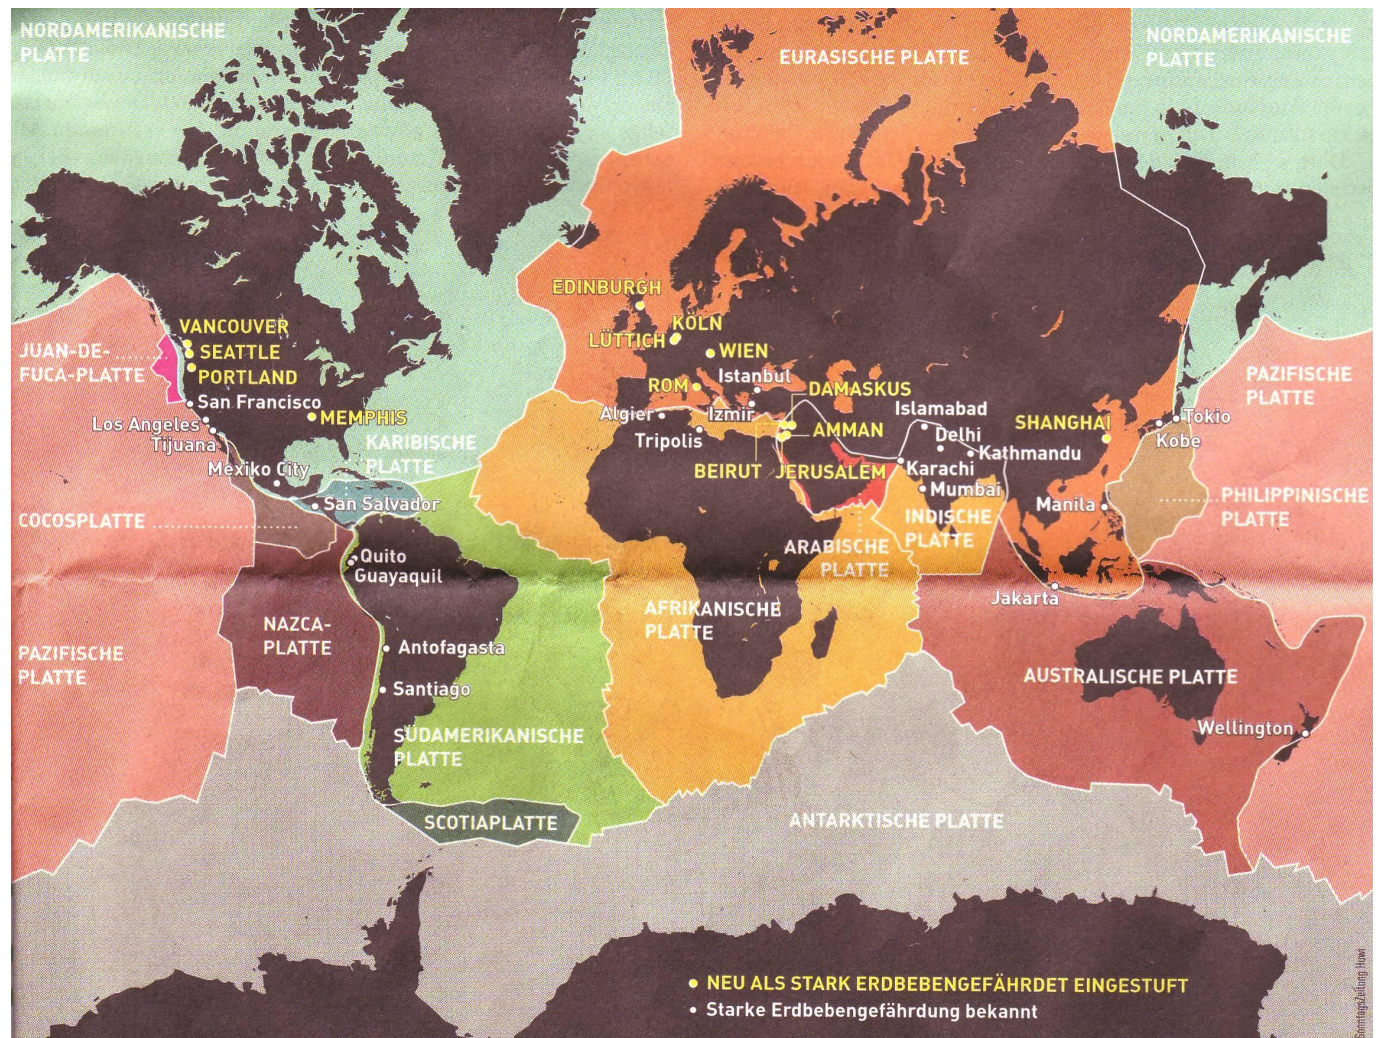 NORDAMERIKANISCHE
PLATTE
EURASISCHE PLATTE
NORDAMERIKANISCHE
PLATTE
EDINBURGH
KÖLN
LÜTTICH
WIEN
VANCOUVER
SEATTLE
PORTLAND
JUAN-DE-
FUCA-PLATTE
San Francisco
MEMPHIS
Los Angeles
Tijuana
Mexiko City
KARIBISCHE
PLATTE
San Salvador
COCOSPLATTE
ROM
Istanbul
DAMASKUS
Algier
Izmir
Tripolis
AMMAN
BEIRUT
JERUSALEM
Islamabad
Delhi
Kathmandu
Karachi
Mumbai
SHANGHAI
Tokio
Kobe
PAZIFISCHE
PLATTE
Manila
PHILIPPINISCHE
PLATTE
INDISCHE
PLATTE
ARABISCHE
PLATTE
Quito
Guayaquil
Jakarta
AFRIKANISCHE
PLATTE
NAZCA-
PLATTE
PAZIFISCHE
PLATTE
Antofagasta
Santiago
AUSTRALISCHE PLATTE
Wellington
SÜDAMERIKANISCHE
PLATTE
SCOTIAPLATTE
ANTARKTISCHE PLATTE
NEU ALS STARK ERDBEBENGEFÄHRDET EINGESTUFT
Starke Erdbebengefährdung bekannt
SonntagsZeitung Huwi